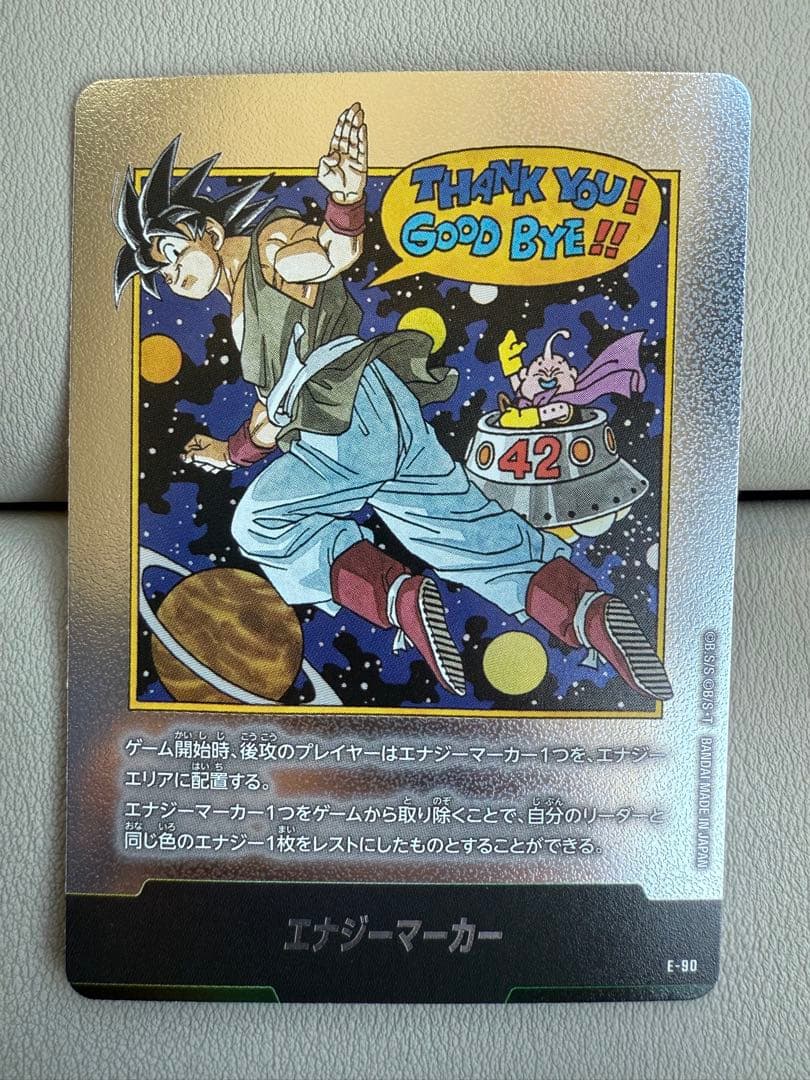 THANK YOU!
GOOD BYE!!
42
ゲーム開始時、後攻のプレイヤーはエナジーマーカー1つを、エナジー
エリアに配置する。
エナジーマーカー1つをゲームから取り除くことで、自分のリーダーと
同じ色のエナジー1枚をレストにしたものとすることができる。
エナジーマーカー
E-90
©B.S/S ©B/S・T BANDAI MADE IN JAPAN